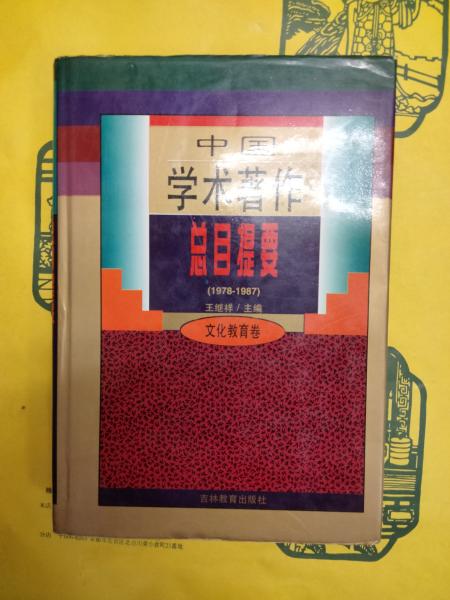 中国
学术著作
总目提要
(1978-1987)
王继祥/主编
文化教育卷
吉林教育出版社